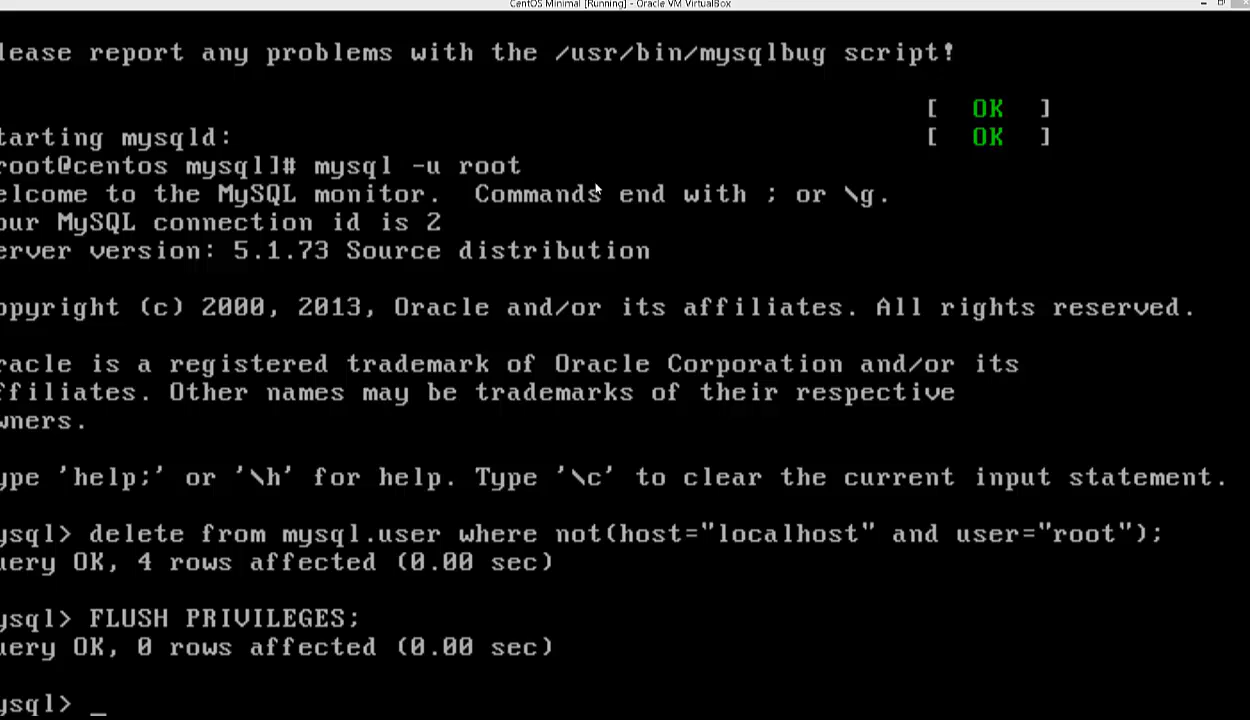 CentOS Minimal [Running] - Oracle VM VirtualBox
lease report any problems with the /usr/bin/mysqlbug script!
[ OK ]
tarting mysqld: [ OK ]
root@centos mysql]# mysql -u root
elcome to the MySQL monitor. Commands end with ; or \g.
our MySQL connection id is 2
erver version: 5.1.73 Source distribution
opyright (c) 2000, 2013, Oracle and/or its affiliates. All rights reserved.
racle is a registered trademark of Oracle Corporation and/or its
ffiliates. Other names may be trademarks of their respective
wners.
ype 'help;' or '\h' for help. Type '\c' to clear the current input statement.
ysql> delete from mysql.user where not(host="localhost" and user="root");
uery OK, 4 rows affected (0.00 sec)
ysql> FLUSH PRIVILEGES;
uery OK, 0 rows affected (0.00 sec)
ysql> _